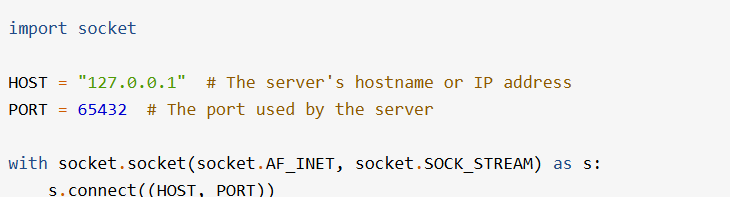 import socket
HOST = "127.0.0.1"  # The server's hostname or IP address
PORT = 65432  # The port used by the server
with socket.socket(socket.AF_INET, socket.SOCK_STREAM) as s:
    s.connect((HOST, PORT))